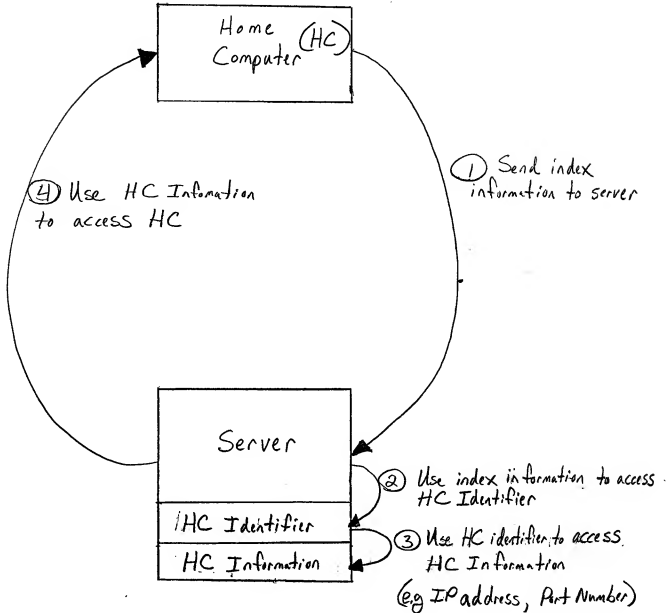 Home (HC)
Computer
① Send index
information to server
④ Use HC Infomation
to access HC
Server
② Use index information to access
HC Identifier
HC Identifier
③ Use HC identifier to access
HC Information
HC Information
(e.g IP address, Port Number)